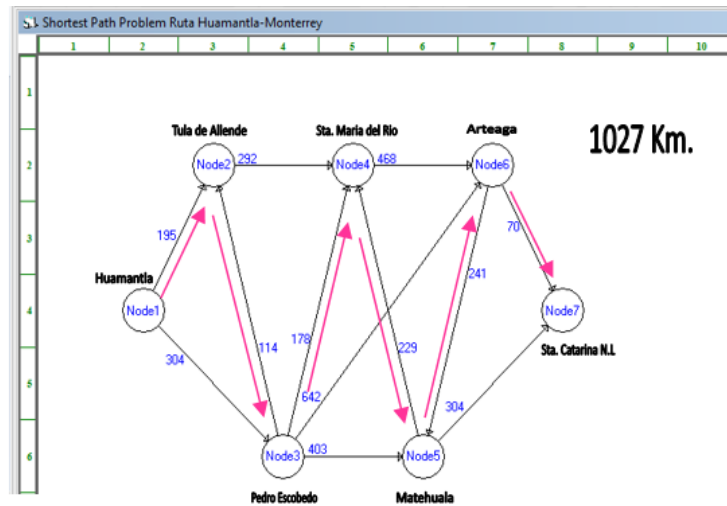 Shortest Path Problem Ruta Huamantla-Monterrey
1 2 3 4 5 6 7 8 9 10
1
Tula de Allende Sta. Maria del Rio Arteaga
1027 Km.
2
Node2 292 Node4 468 Node6
195 70
3
241
Huamantla
4
Node1 Node7
178 114 229
Sta. Catarina N.L
304
5
642 304
403
6
Node3 Node5
Pedro Escobedo Matehuala